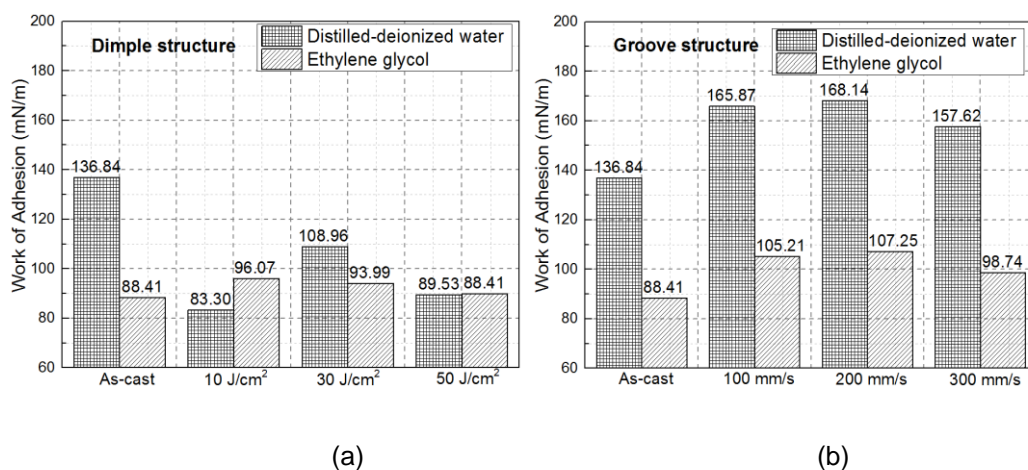 Dimple structure
Distilled-deionized water
Ethylene glycol
Work of Adhesion (mN/m)
200
180
160
140
120
100
80
60
136.84
88.41
83.30
96.07
108.96
93.99
89.53
88.41
As-cast
10 J/cm²
30 J/cm²
50 J/cm²
(a)
Groove structure
Distilled-deionized water
Ethylene glycol
Work of Adhesion (mN/m)
200
180
160
140
120
100
80
60
136.84
88.41
165.87
105.21
168.14
107.25
157.62
98.74
As-cast
100 mm/s
200 mm/s
300 mm/s
(b)